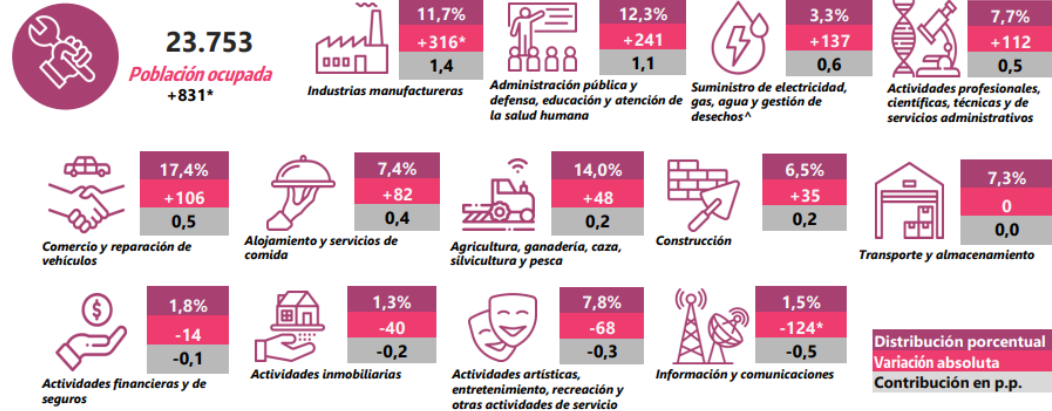 23.753
Población ocupada
+831*
11,7%
+316*
1,4
Industrias manufactureras
12,3%
+241
1,1
Administración pública y
defensa, educación y atención de
la salud humana
3,3%
+137
0,6
Suministro de electricidad,
gas, agua y gestión de
desechos^
7,7%
+112
0,5
Actividades profesionales,
científicas, técnicas y de
servicios administrativos
17,4%
+106
0,5
Comercio y reparación de
vehículos
7,4%
+82
0,4
Alojamiento y servicios de
comida
14,0%
+48
0,2
Agricultura, ganadería, caza,
silvicultura y pesca
6,5%
+35
0,2
Construcción
7,3%
0
0,0
Transporte y almacenamiento
1,8%
-14
-0,1
Actividades financieras y de
seguros
1,3%
-40
-0,2
Actividades inmobiliarias
7,8%
-68
-0,3
Actividades artísticas,
entretenimiento, recreación y
otras actividades de servicio
1,5%
-124*
-0,5
Información y comunicaciones
Distribución porcentual
Variación absoluta
Contribución en p.p.